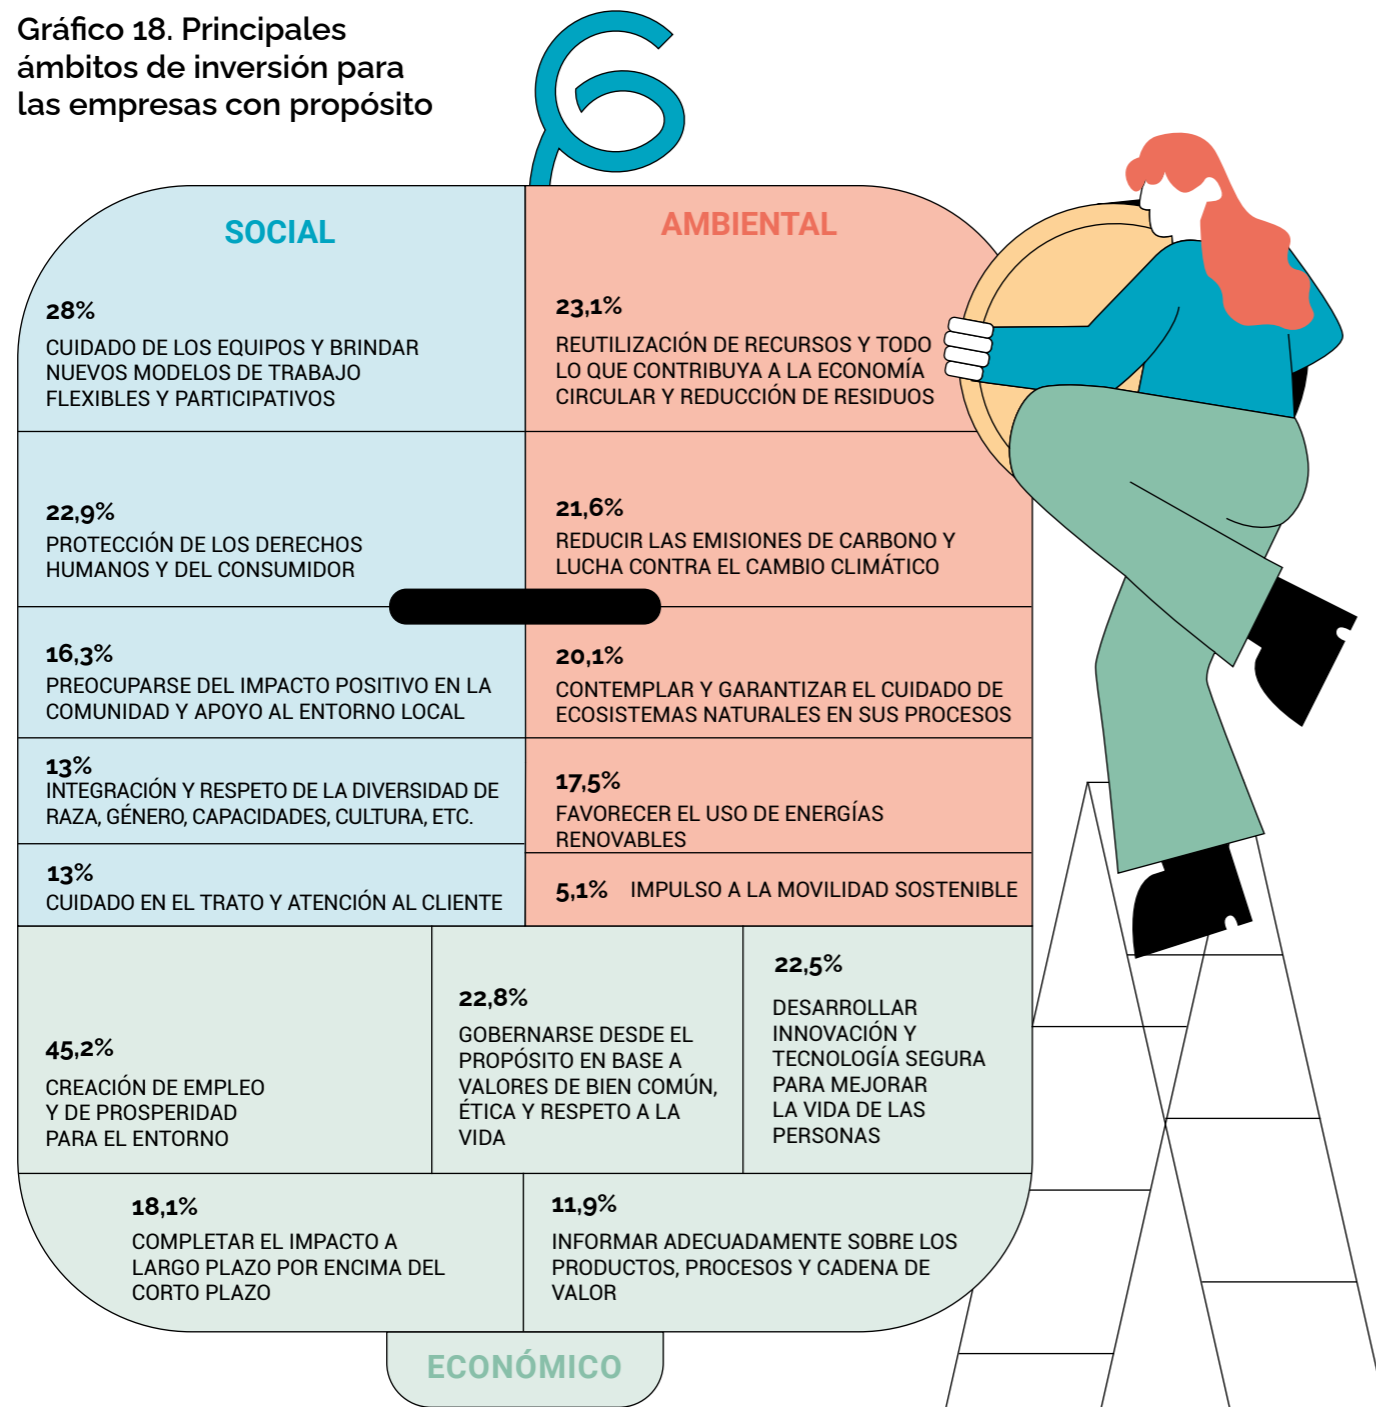 Gráfico 18. Principales
ámbitos de inversión para
las empresas con propósito
SOCIAL
28%
CUIDADO DE LOS EQUIPOS Y BRINDAR
NUEVOS MODELOS DE TRABAJO
FLEXIBLES Y PARTICIPATIVOS
22,9%
PROTECCIÓN DE LOS DERECHOS
HUMANOS Y DEL CONSUMIDOR
16,3%
PREOCUPARSE DEL IMPACTO POSITIVO EN LA
COMUNIDAD Y APOYO AL ENTORNO LOCAL
13%
INTEGRACIÓN Y RESPETO DE LA DIVERSIDAD DE
RAZA, GÉNERO, CAPACIDADES, CULTURA, ETC.
13%
CUIDADO EN EL TRATO Y ATENCIÓN AL CLIENTE
AMBIENTAL
23,1%
REUTILIZACIÓN DE RECURSOS Y TODO
LO QUE CONTRIBUYA A LA ECONOMÍA
CIRCULAR Y REDUCCIÓN DE RESIDUOS
21,6%
REDUCIR LAS EMISIONES DE CARBONO Y
LUCHA CONTRA EL CAMBIO CLIMÁTICO
20,1%
CONTEMPLAR Y GARANTIZAR EL CUIDADO DE
ECOSISTEMAS NATURALES EN SUS PROCESOS
17,5%
FAVORECER EL USO DE ENERGÍAS
RENOVABLES
5,1% IMPULSO A LA MOVILIDAD SOSTENIBLE
45,2%
CREACIÓN DE EMPLEO
Y DE PROSPERIDAD
PARA EL ENTORNO
22,8%
GOBERNARSE DESDE EL
PROPÓSITO EN BASE A
VALORES DE BIEN COMÚN,
ÉTICA Y RESPETO A LA
VIDA
22,5%
DESARROLLAR
INNOVACIÓN Y
TECNOLOGÍA SEGURA
PARA MEJORAR
LA VIDA DE LAS
PERSONAS
18,1%
COMPLETAR EL IMPACTO A
LARGO PLAZO POR ENCIMA DEL
CORTO PLAZO
11,9%
INFORMAR ADECUADAMENTE SOBRE LOS
PRODUCTOS, PROCESOS Y CADENA DE
VALOR
ECONÓMICO